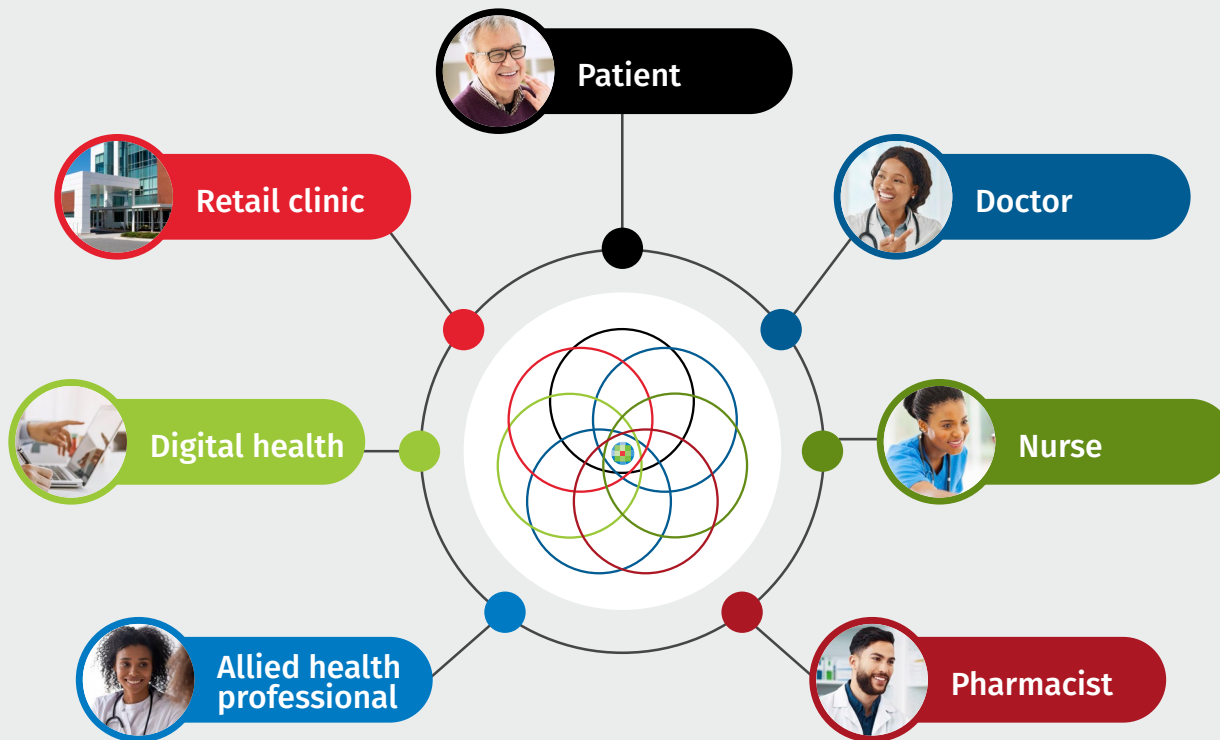 Patient
Retail clinic
Doctor
Digital health
Nurse
Allied health
professional
Pharmacist